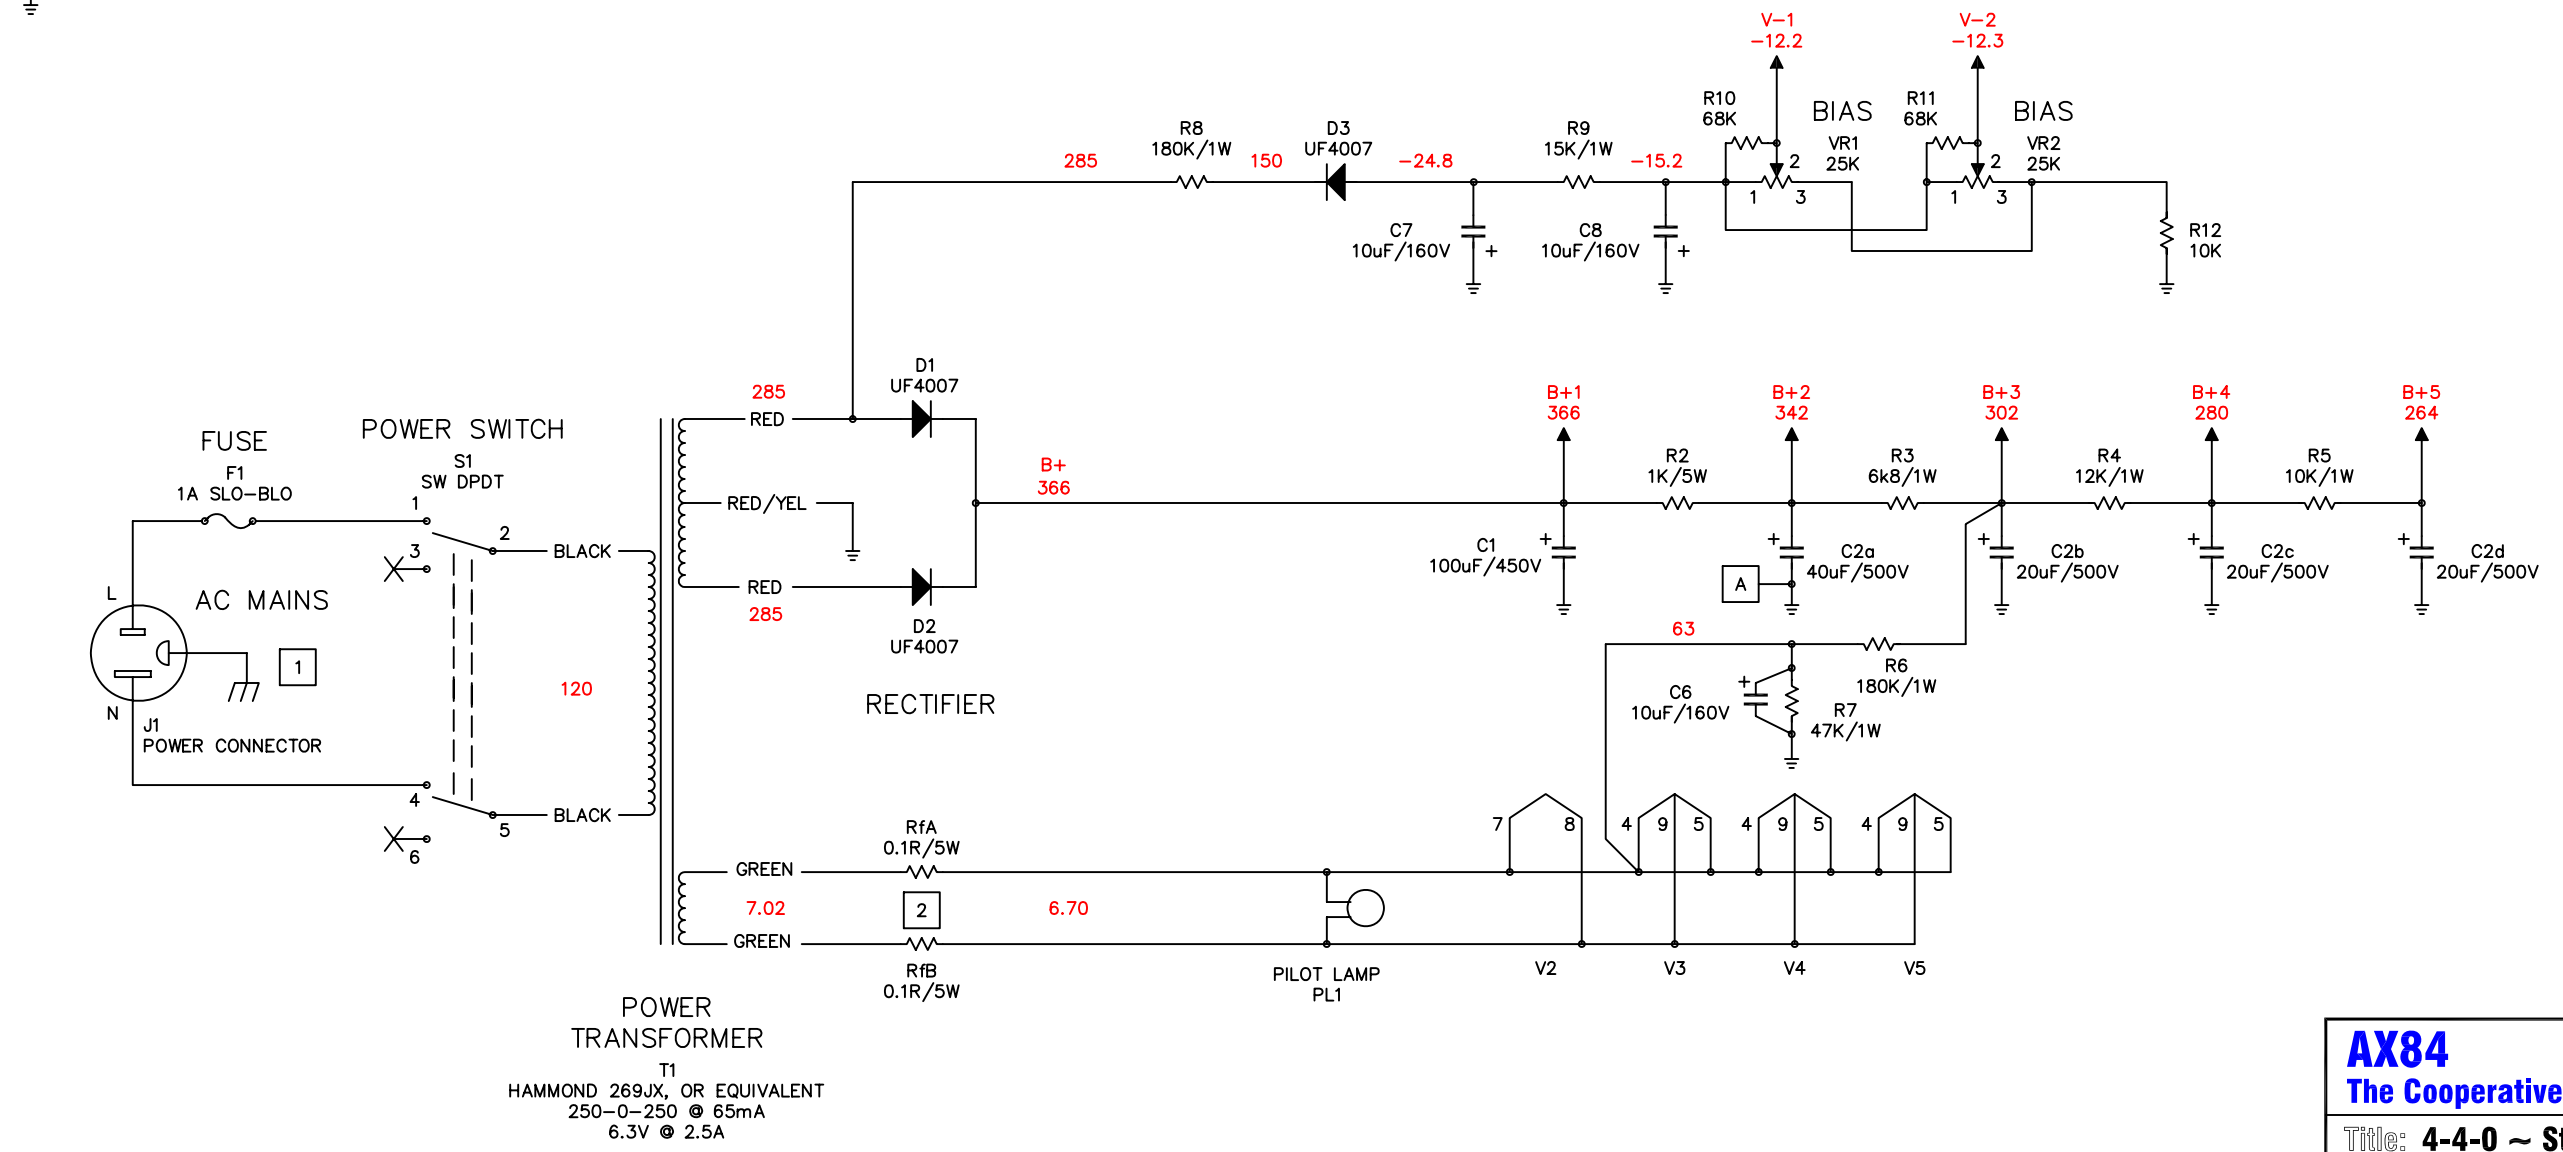 V-1
-12.2
V-2
-12.3
R10
68K
BIAS
VR1
25K
R11
68K
BIAS
VR2
25K
285
R8
180K/1W
150
D3
UF4007
-24.8
R9
15K/1W
-15.2
2
1
3
2
1
3
C7
10uF/160V
+
C8
10uF/160V
+
R12
10K
D1
UF4007
285
RED
B+
366
B+1
366
B+2
342
B+3
302
B+4
280
B+5
264
R2
1K/5W
R3
6k8/1W
R4
12K/1W
R5
10K/1W
FUSE
F1
1A SLO-BLO
POWER SWITCH
S1
SW DPDT
1
2
3
BLACK
RED/YEL
RED
285
D2
UF4007
RECTIFIER
C1
100uF/450V
+
+
C2a
40uF/500V
A
+
C2b
20uF/500V
+
C2c
20uF/500V
+
C2d
20uF/500V
L
AC MAINS
1
N
J1
POWER CONNECTOR
120
4
5
6
BLACK
63
R6
180K/1W
C6
10uF/160V
+
R7
47K/1W
RfA
0.1R/5W
GREEN
7.02
2
6.70
GREEN
RfB
0.1R/5W
7
8
4
9
5
4
9
5
4
9
5
PILOT LAMP
PL1
V2
V3
V4
V5
POWER
TRANSFORMER
T1
HAMMOND 269JX, OR EQUIVALENT
250-0-250 @ 65mA
6.3V @ 2.5A
AX84
The Cooperative
Title: 4-4-0 ~